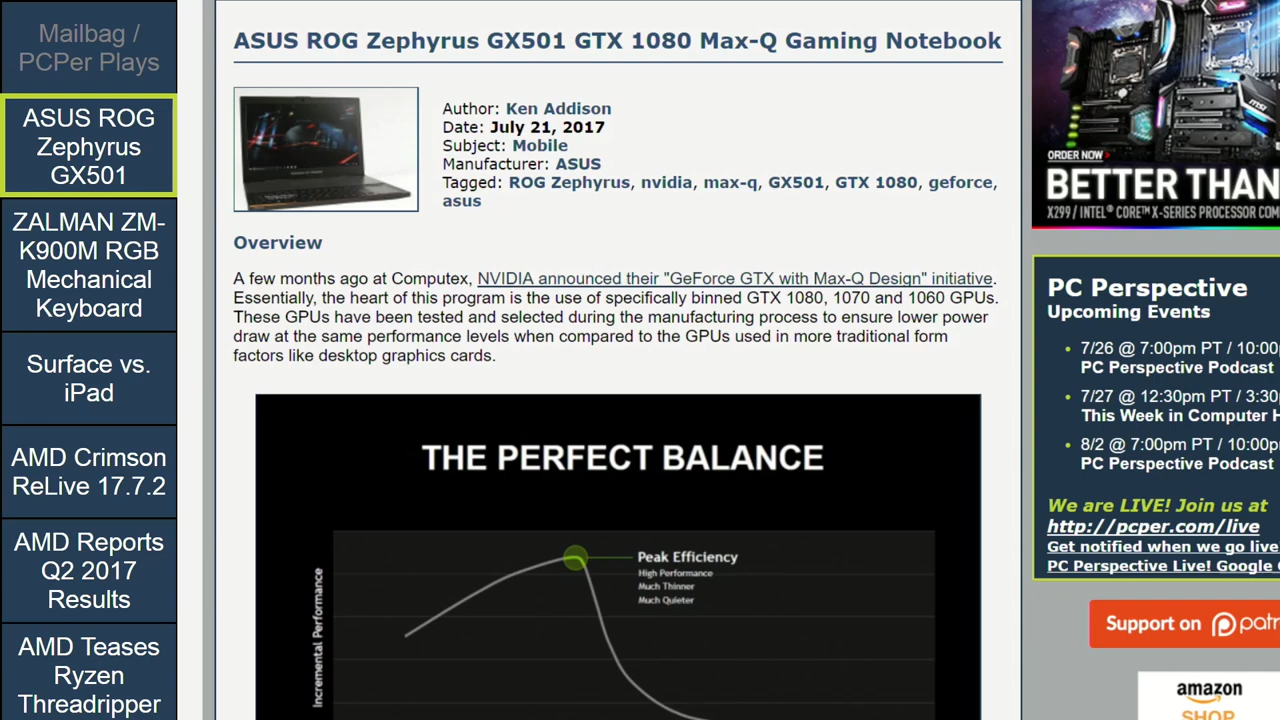 Mailbag /
PCPer Plays
ASUS ROG
Zephyrus
GX501
ZALMAN ZM-
K900M RGB
Mechanical
Keyboard
Surface vs.
iPad
AMD Crimson
ReLive 17.7.2
AMD Reports
Q2 2017
Results
AMD Teases
Ryzen
Threadripper
ASUS ROG Zephyrus GX501 GTX 1080 Max-Q Gaming Notebook
Author: Ken Addison
Date: July 21, 2017
Subject: Mobile
Manufacturer: ASUS
Tagged: ROG Zephyrus, nvidia, max-q, GX501, GTX 1080, geforce,
asus
Overview
A few months ago at Computex, NVIDIA announced their "GeForce GTX with Max-Q Design" initiative.
Essentially, the heart of this program is the use of specifically binned GTX 1080, 1070 and 1060 GPUs.
These GPUs have been tested and selected during the manufacturing process to ensure lower power
draw at the same performance levels when compared to the GPUs used in more traditional form
factors like desktop graphics cards.
THE PERFECT BALANCE
Peak Efficiency
High Performance
Much Thinner
Much Quieter
Incremental Performance
msi
ORDER NOW
BETTER THAN
X299 / INTEL® CORE™ X-SERIES PROCESSOR COM
PC Perspective
Upcoming Events
7/26 @ 7:00pm PT / 10:00p
PC Perspective Podcast
7/27 @ 12:30pm PT / 3:30p
This Week in Computer H
8/2 @ 7:00pm PT / 10:00p
PC Perspective Podcast
We are LIVE! Join us at
http://pcper.com/live
Get notified when we go live
PC Perspective Live! Google C
Support on patr
amazon
SHOP